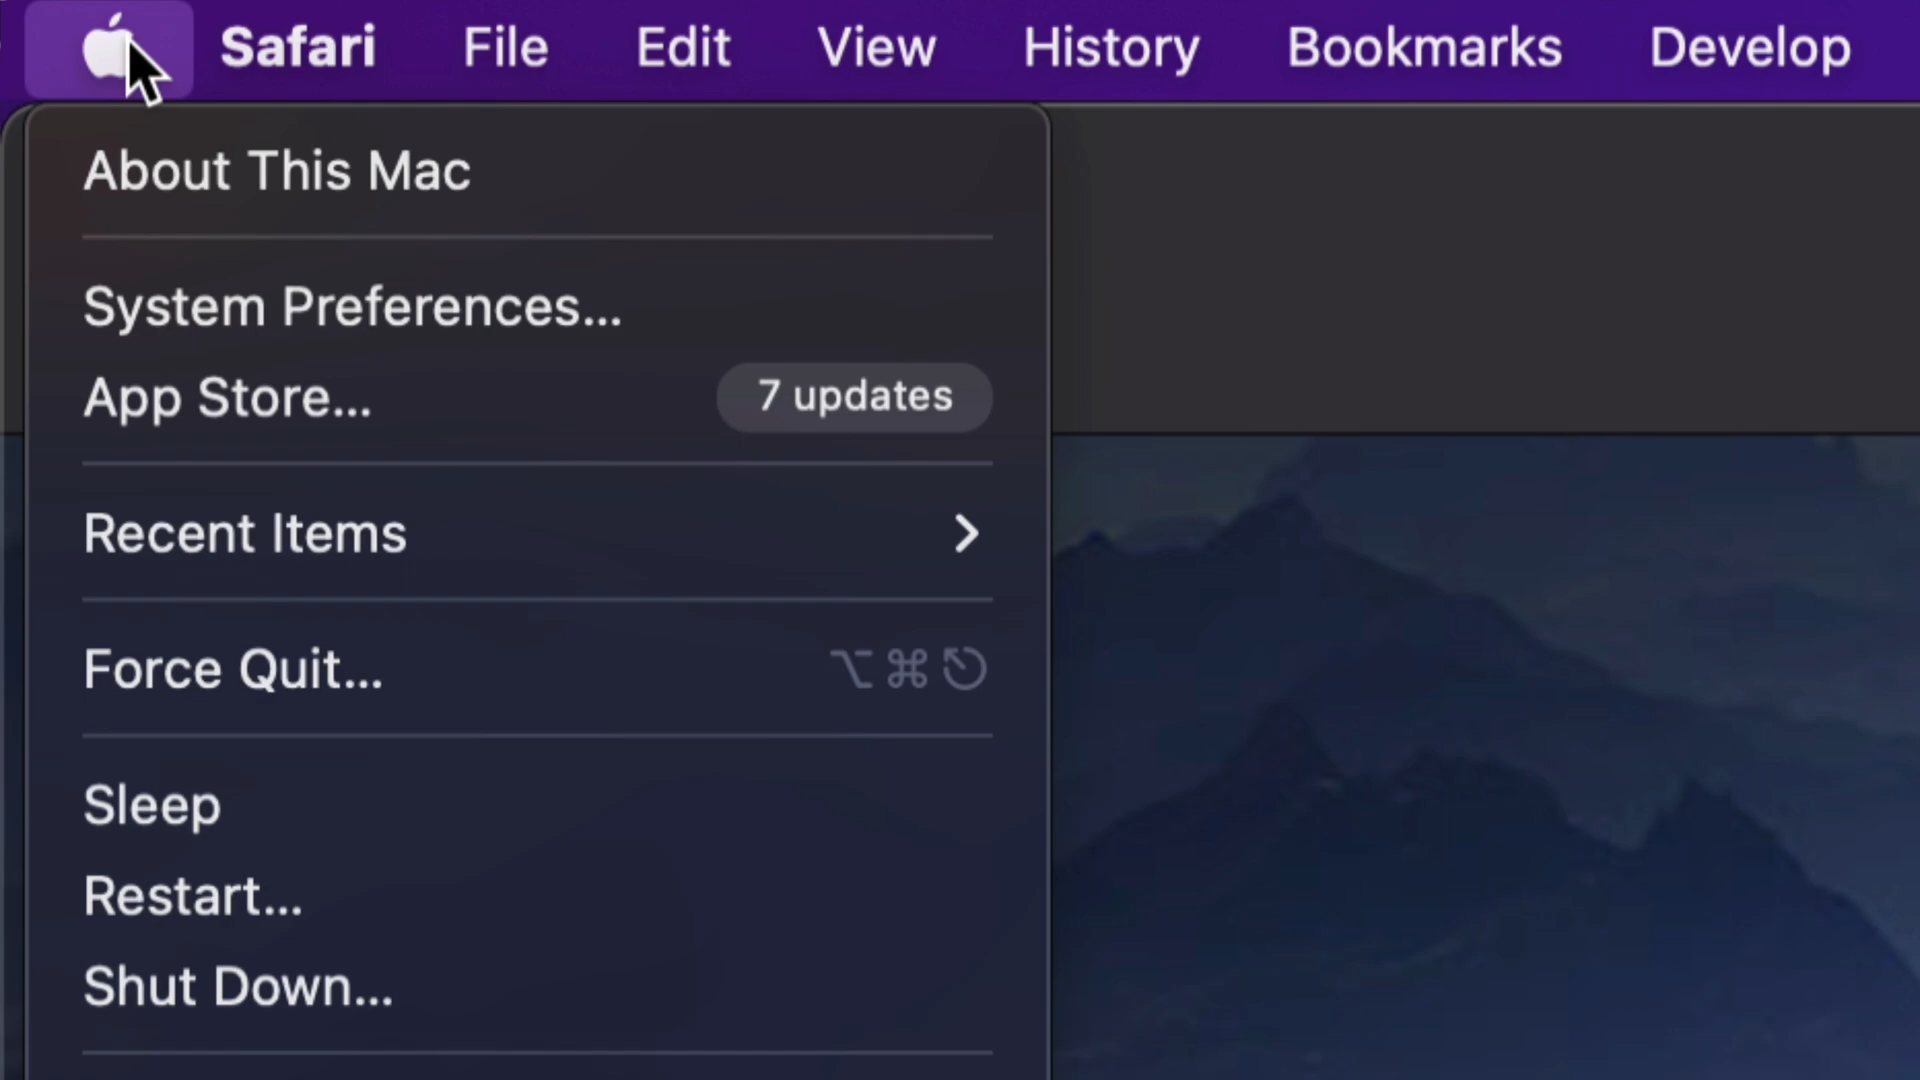 Safari File Edit View History Bookmarks Develop
About This Mac
System Preferences...
App Store... 7 updates
Recent Items
Force Quit... ⌥⌘⎋
Sleep
Restart...
Shut Down...